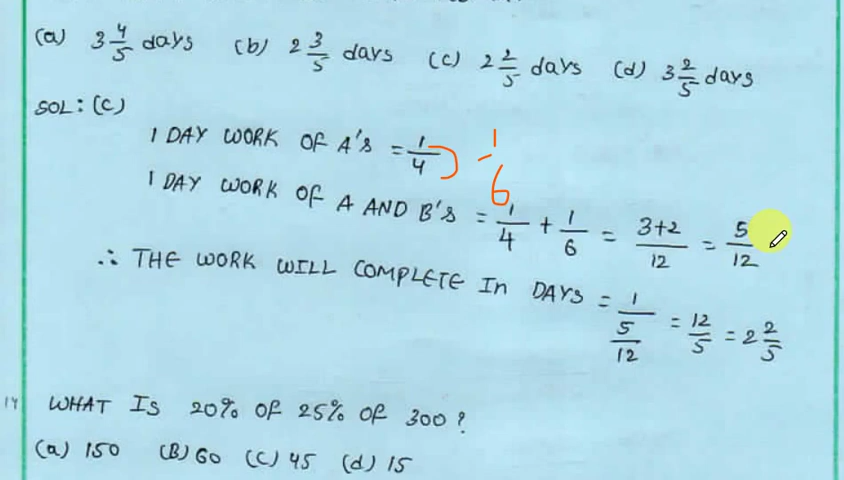 (a) 3 4/5 days (b) 2 3/5 days (c) 2 2/5 days (d) 3 2/5 days
SOL: (c)
1 DAY WORK OF A'S = 1/4
1/6
1 DAY WORK OF A AND B'S = 1/4 + 1/6 = 3+2/12 = 5/12
∴ THE WORK WILL COMPLETE In DAYS = 1/5/12 = 12/5 = 2 2/5
14 WHAT IS 20% OF 25% OF 300?
(a) 150 (B) 60 (C) 45 (d) 15